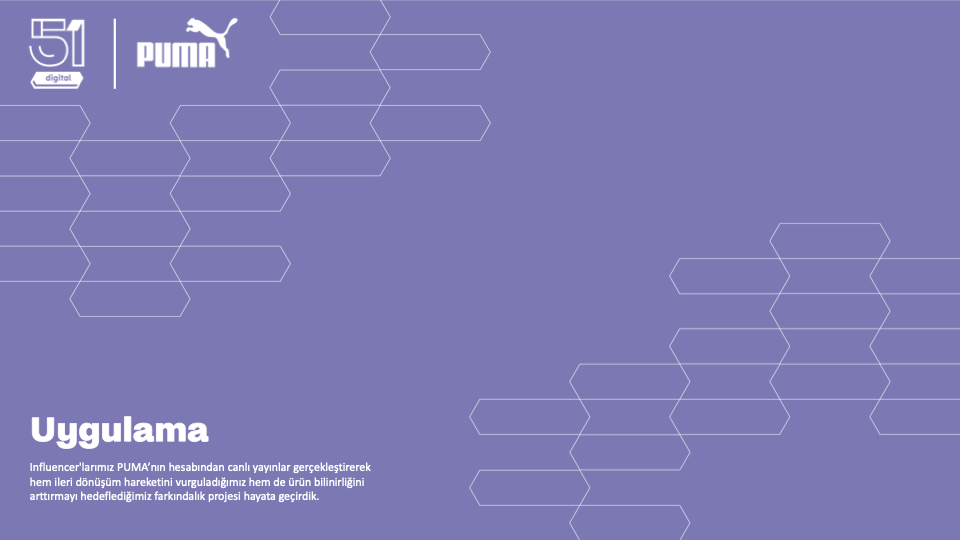 51
digital
PUMA
Uygulama
Influencer'larımız PUMA’nın hesabından canlı yayınlar gerçekleştirerek
hem ileri dönüşüm hareketini vurguladığımız hem de ürün bilinirliğini
arttırmayı hedeflediğimiz farkındalık projesi hayata geçirdik.